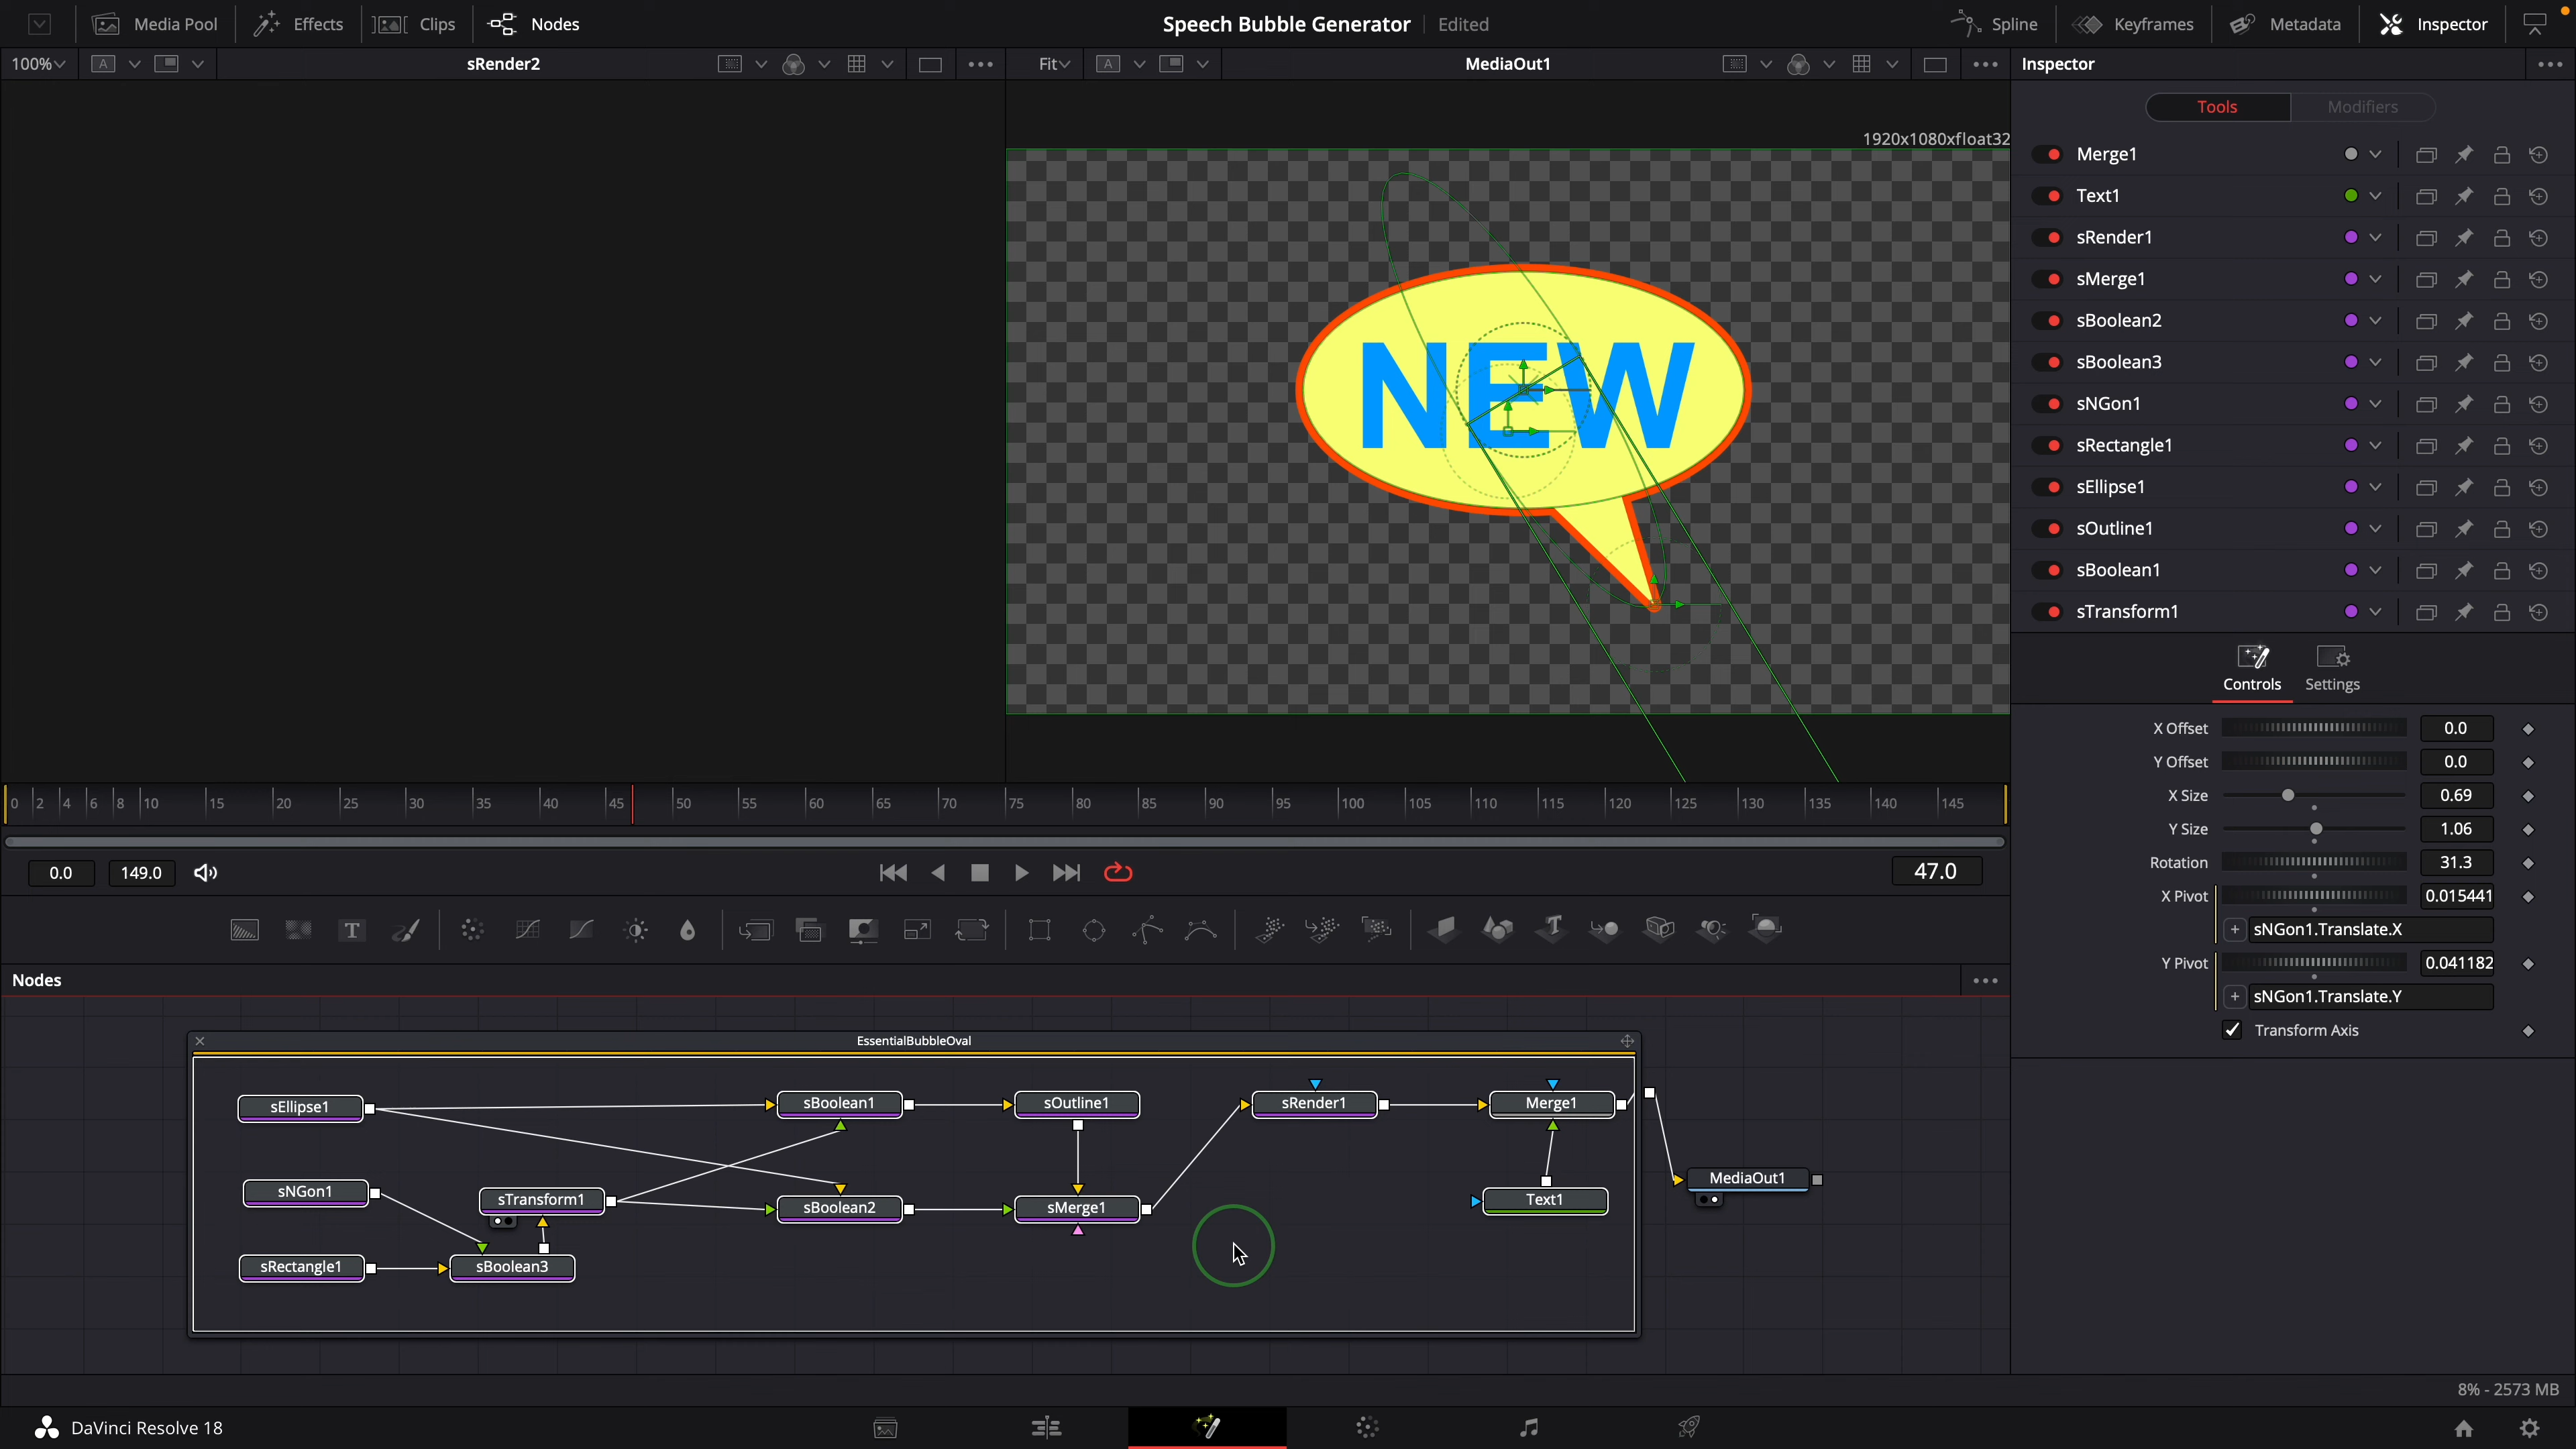 Media Pool
Effects
Clips
Nodes
Speech Bubble Generator
Edited
Spline
Keyframes
Metadata
Inspector
100%
A
sRender2
Fit
A
MediaOut1
Inspector
Tools
Modifiers
1920x1080xfloat32
NEW
Merge1
Text1
sRender1
sMerge1
sBoolean2
sBoolean3
sNGon1
sRectangle1
sEllipse1
sOutline1
sBoolean1
sTransform1
Controls
Settings
X Offset 0.0
Y Offset 0.0
X Size 0.69
Y Size 1.06
Rotation 31.3
X Pivot 0.015441
+ sNGon1.Translate.X
Y Pivot 0.041182
+ sNGon1.Translate.Y
Transform Axis
0 2 4 6 8 10 15 20 25 30 35 40 45 50 55 60 65 70 75 80 85 90 95 100 105 110 115 120 125 130 135 140 145
0.0
149.0
47.0
T
T
Nodes
EssentialBubbleOval
sEllipse1
sBoolean1
sOutline1
sRender1
Merge1
sNGon1
sTransform1
sBoolean2
sMerge1
Text1
MediaOut1
sRectangle1
sBoolean3
8% - 2573 MB
DaVinci Resolve 18